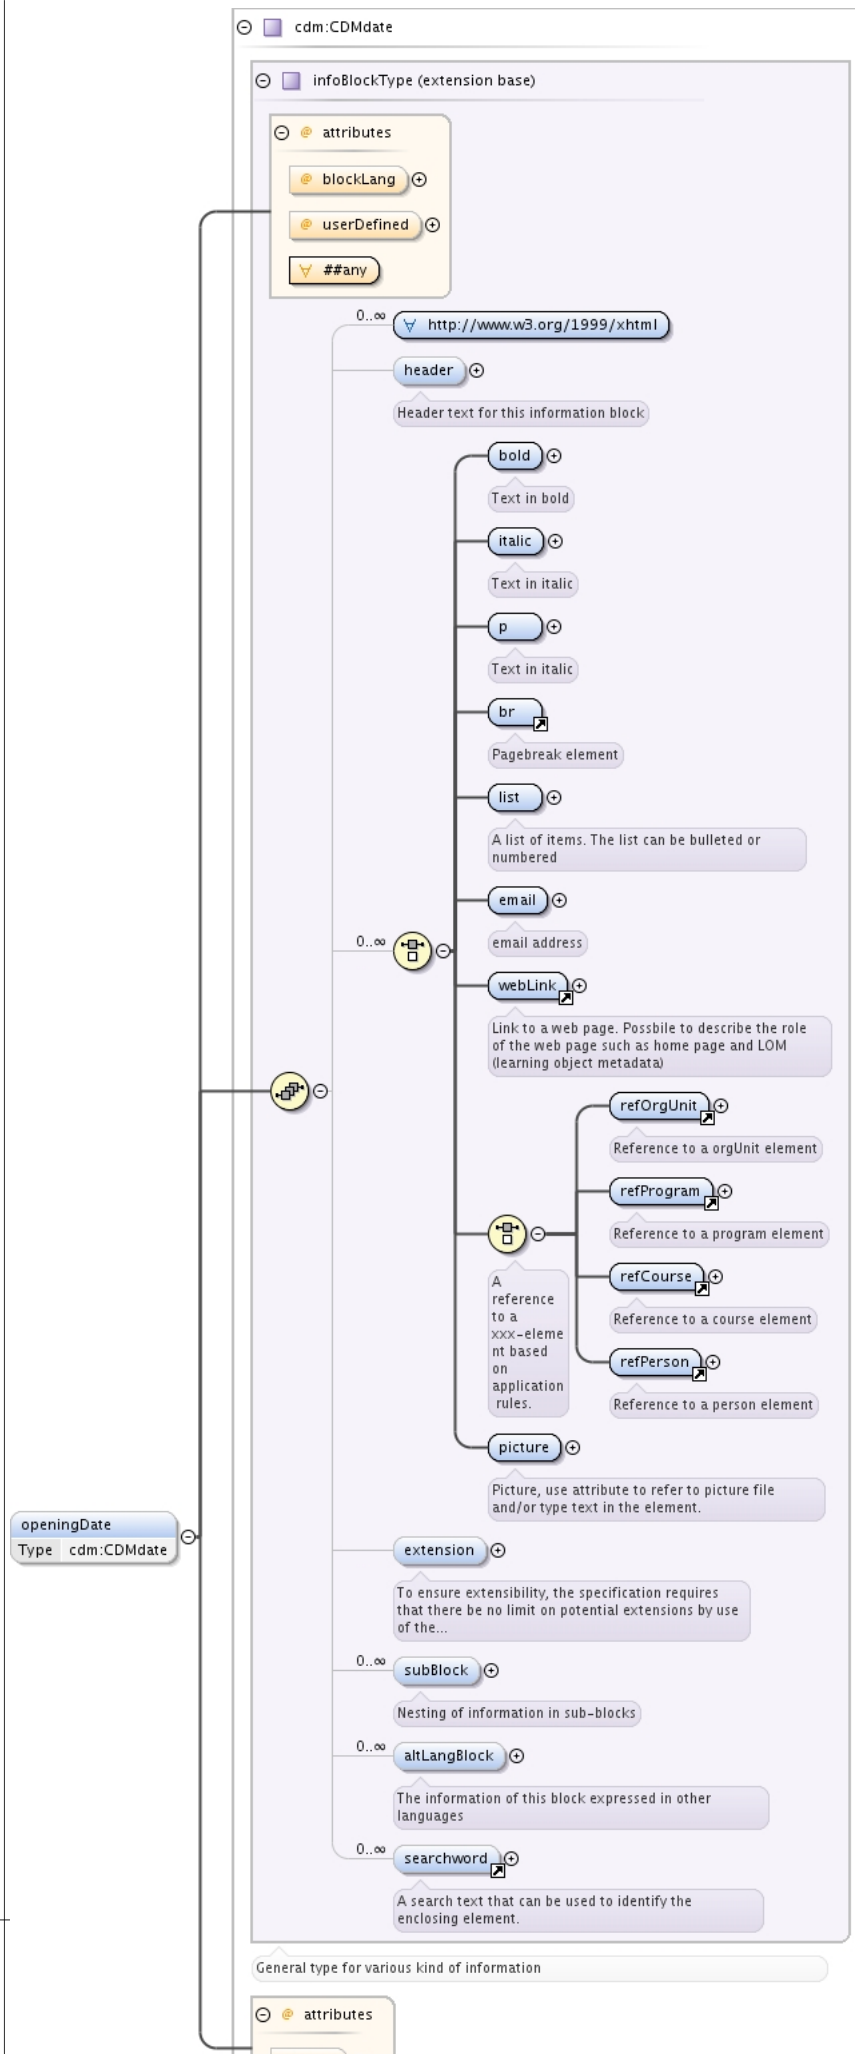 cdm:CDMdate
infoBlockType (extension base)
@ attributes
@ blockLang
@ userDefined
∀ ##any
0..∞
∀ http://www.w3.org/1999/xhtml
header
Header text for this information block
bold
Text in bold
italic
Text in italic
p
Text in italic
br
Pagebreak element
list
A list of items. The list can be bulleted or
numbered
email
email address
0..∞
webLink
Link to a web page. Possbile to describe the role
of the web page such as home page and LOM
(learning object metadata)
refOrgUnit
Reference to a orgUnit element
refProgram
Reference to a program element
refCourse
Reference to a course element
refPerson
Reference to a person element
A
reference
to a
xxx-eleme
nt based
on
application
rules.
picture
Picture, use attribute to refer to picture file
and/or type text in the element.
openingDate
Type cdm:CDMdate
extension
To ensure extensibility, the specification requires
that there be no limit on potential extensions by use
of the...
0..∞
subBlock
Nesting of information in sub-blocks
0..∞
altLangBlock
The information of this block expressed in other
languages
0..∞
searchword
A search text that can be used to identify the
enclosing element.
General type for various kind of information
@ attributes